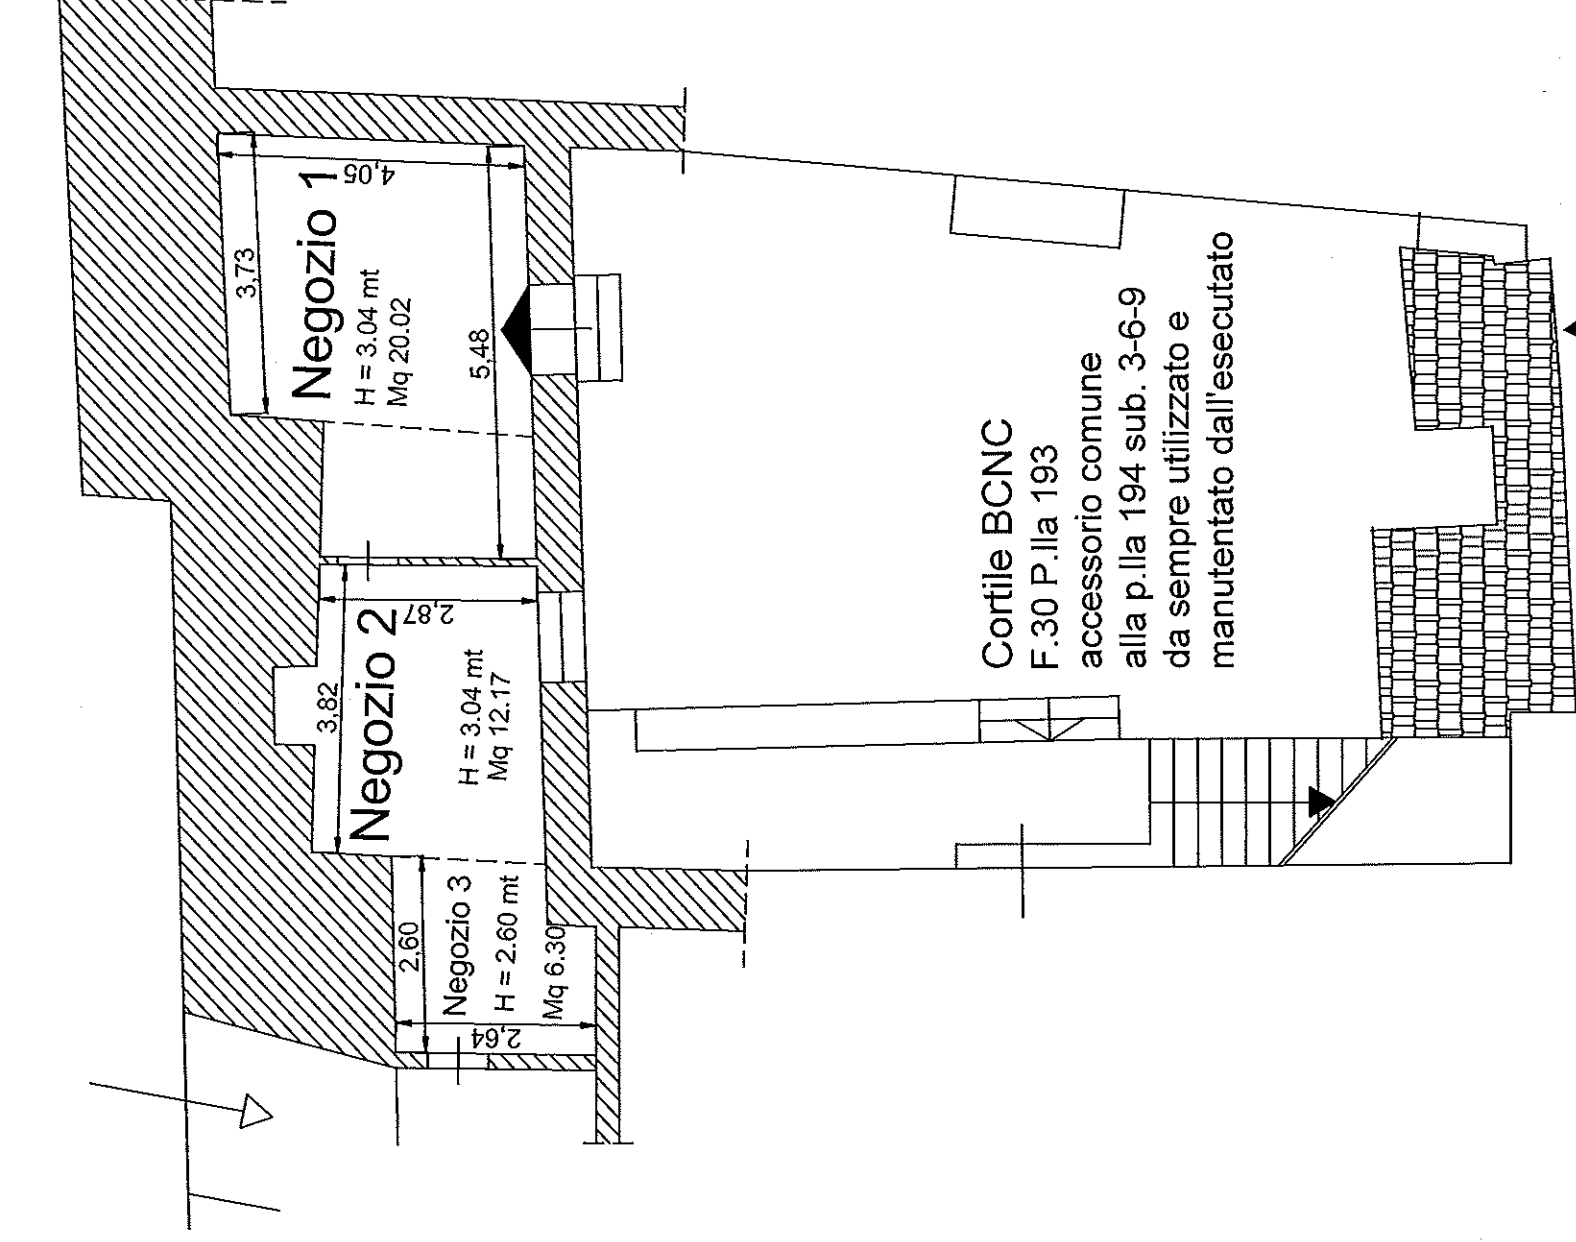 Negozio 1
H = 3.04 mt
Mq 20.02
3,73
4,05
5,48
Negozio 2
H = 3.04 mt
Mq 12.17
3,82
2,87
Negozio 3
H = 2.60 mt
Mq 6.30
2,60
2,64
Cortile BCNC
F.30 P.lla 193
accessorio comune
alla p.lla 194 sub. 3-6-9
da sempre utilizzato e
manutentato dall'esecutato